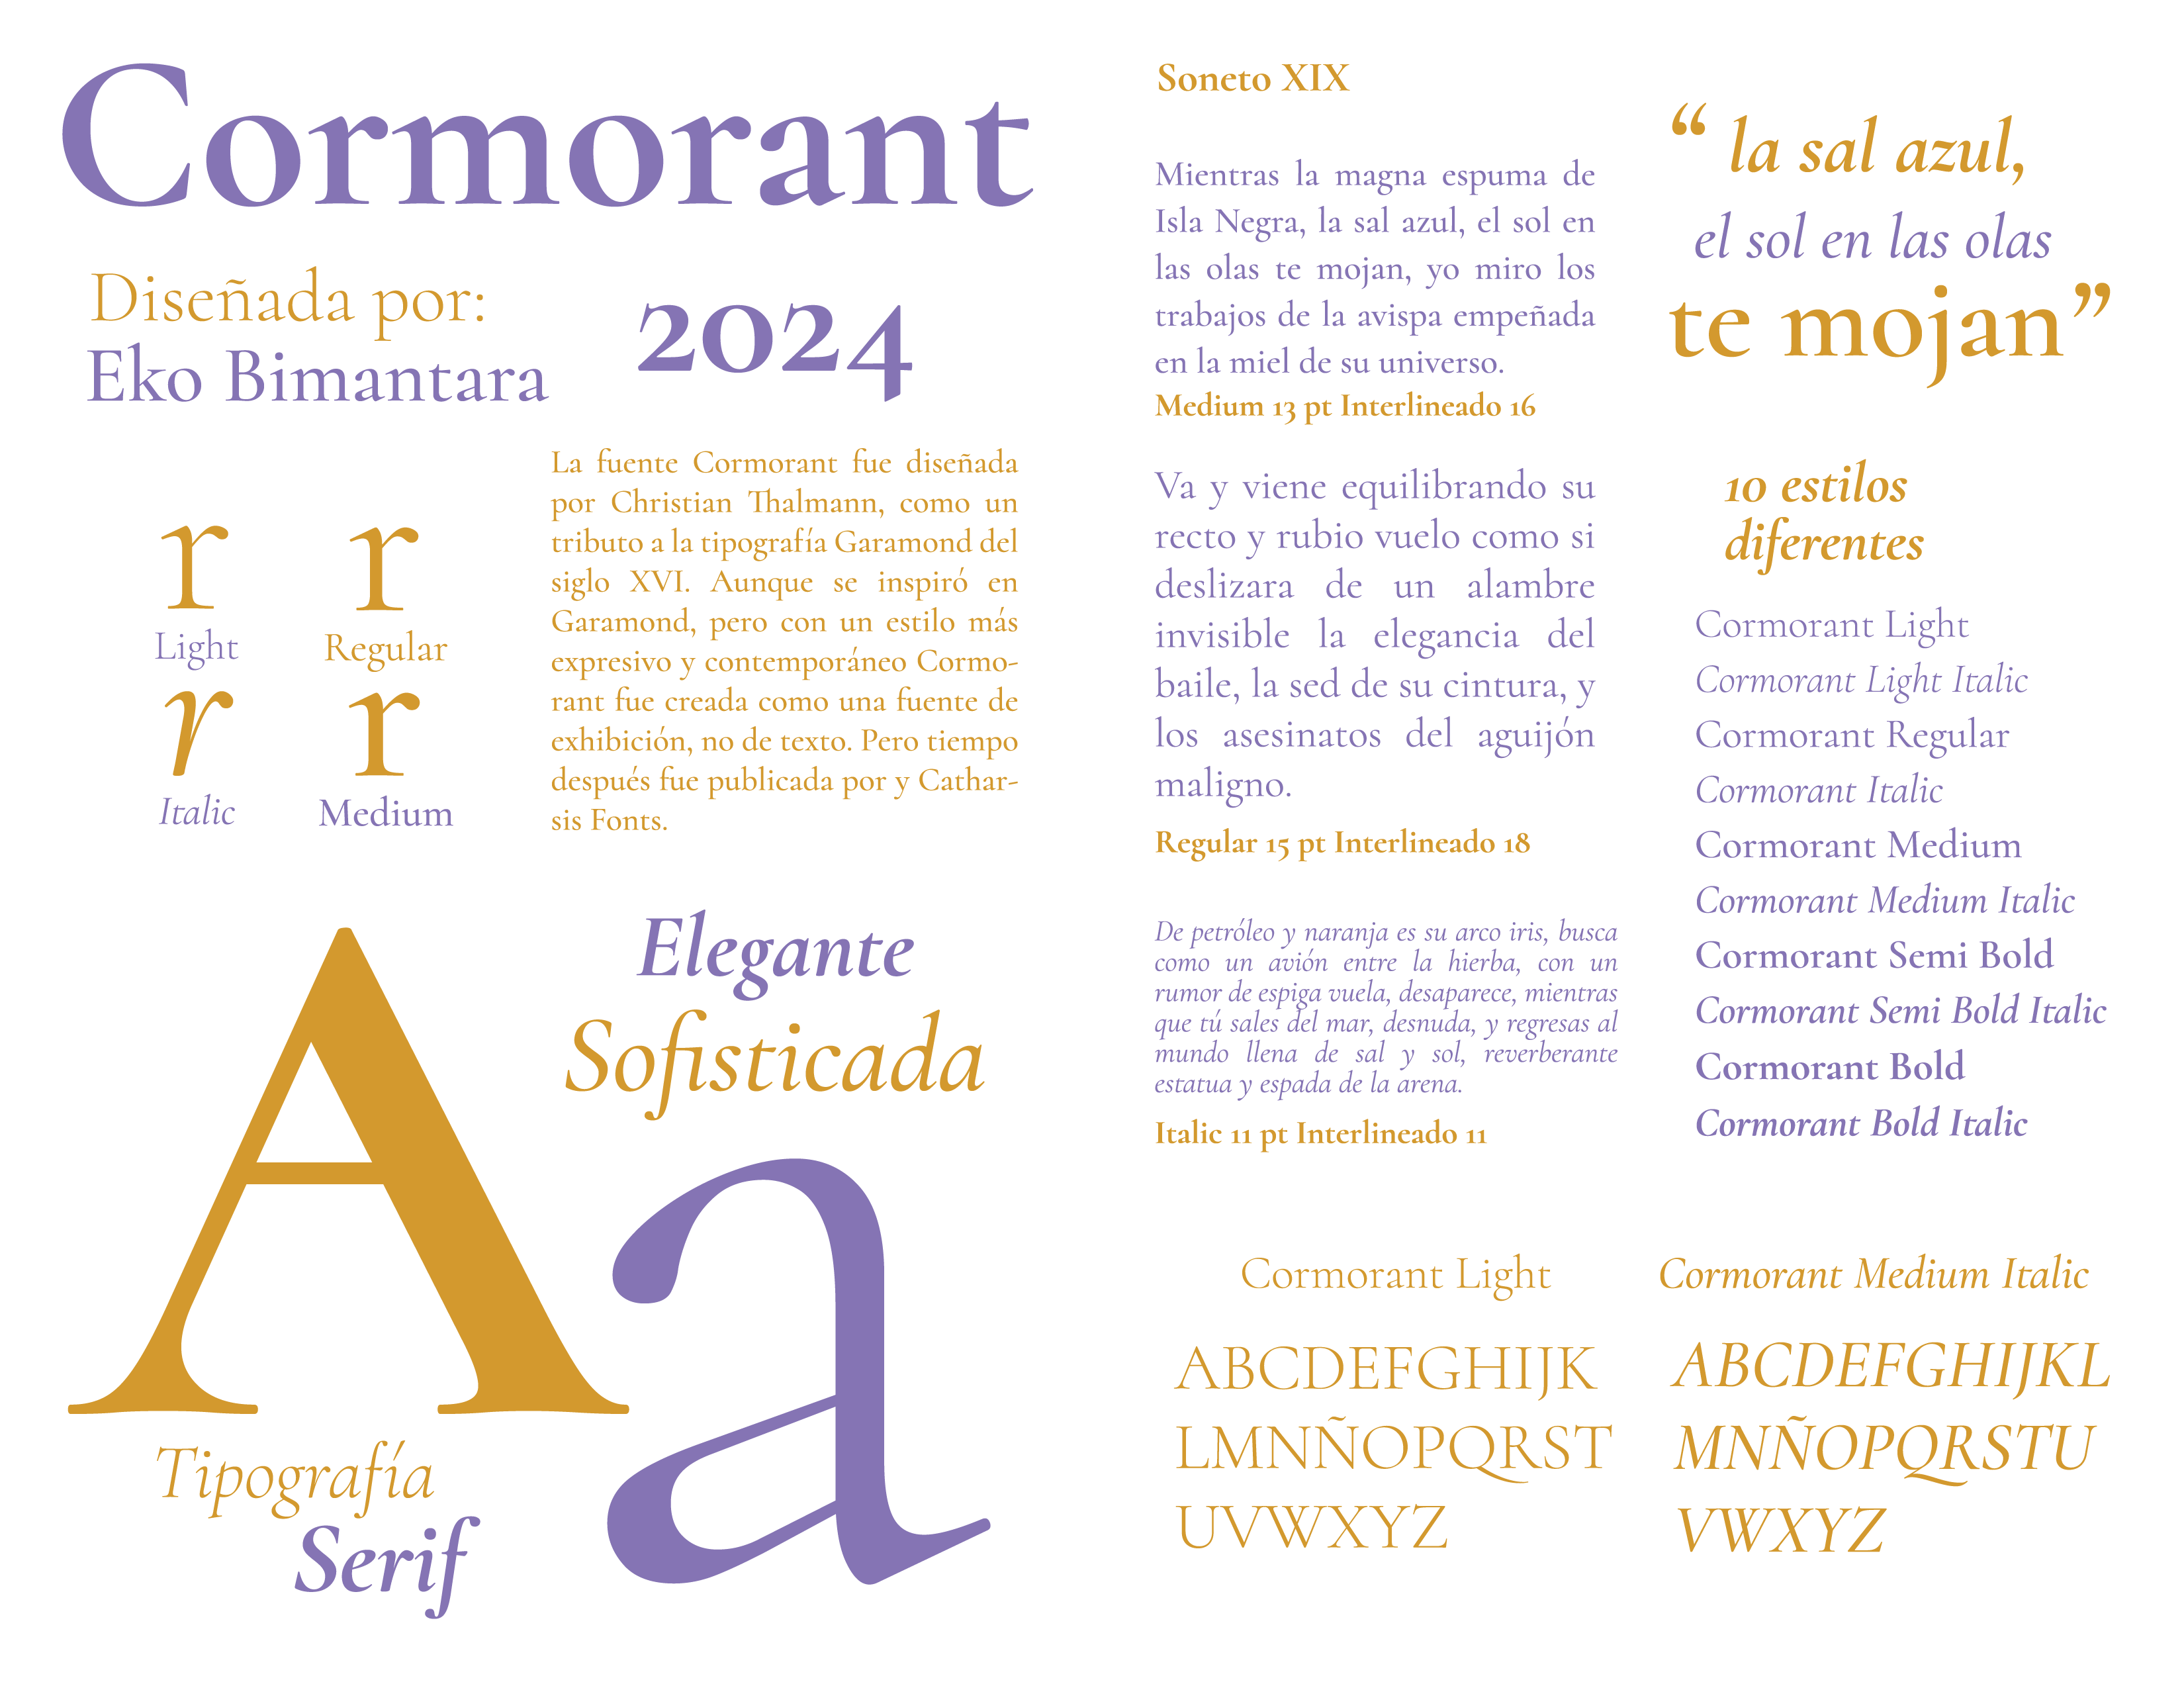 Cormorant
Diseñada por:
Eko Bimantara
2024
r
r
Light
Regular
r
r
Italic
Medium
La fuente Cormorant fue diseñada
por Christian Thalmann, como un
tributo a la tipografía Garamond del
siglo XVI. Aunque se inspiró en
Garamond, pero con un estilo más
expresivo y contemporáneo Cormo-
rant fue creada como una fuente de
exhibición, no de texto. Pero tiempo
después fue publicada por y Cathar-
sis Fonts.
Elegante
Sofisticada
A
a
Tipografía
Serif
Soneto XIX
Mientras la magna espuma de
Isla Negra, la sal azul, el sol en
las olas te mojan, yo miro los
trabajos de la avispa empeñada
en la miel de su universo.
Medium 13 pt Interlineado 16
Va y viene equilibrando su
recto y rubio vuelo como si
deslizara de un alambre
invisible la elegancia del
baile, la sed de su cintura, y
los asesinatos del aguijón
maligno.
Regular 15 pt Interlineado 18
De petróleo y naranja es su arco iris, busca
como un avión entre la hierba, con un
rumor de espiga vuela, desaparece, mientras
que tú sales del mar, desnuda, y regresas al
mundo llena de sal y sol, reverberante
estatua y espada de la arena.
Italic 11 pt Interlineado 11
“ la sal azul,
el sol en las olas
te mojan”
10 estilos
diferentes
Cormorant Light
Cormorant Light Italic
Cormorant Regular
Cormorant Italic
Cormorant Medium
Cormorant Medium Italic
Cormorant Semi Bold
Cormorant Semi Bold Italic
Cormorant Bold
Cormorant Bold Italic
Cormorant Light
ABCDEFGHIJK
LMNÑOPQRST
UVWXYZ
Cormorant Medium Italic
ABCDEFGHIJKL
MNÑOPQRSTU
VWXYZ